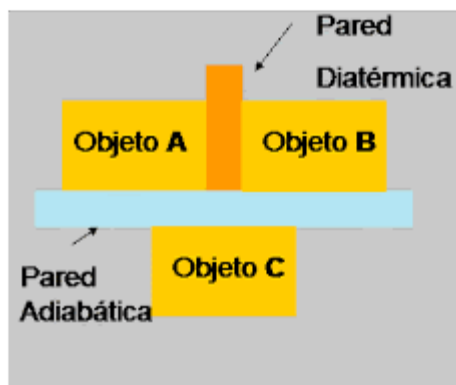 Pared
Diatérmica
Objeto A
Objeto B
Objeto C
Pared
Adiabática